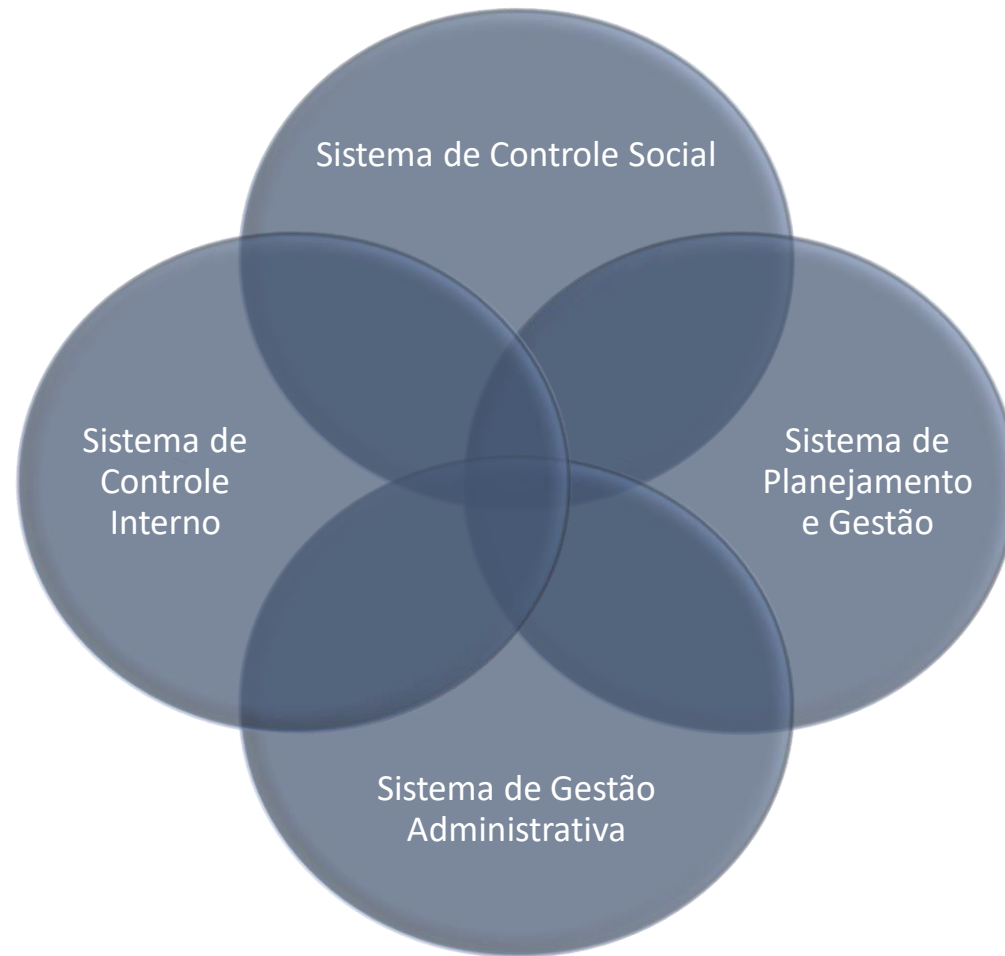 Sistema de Controle Social
Sistema de
Controle
Interno
Sistema de
Planejamento
e Gestão
Sistema de Gestão
Administrativa